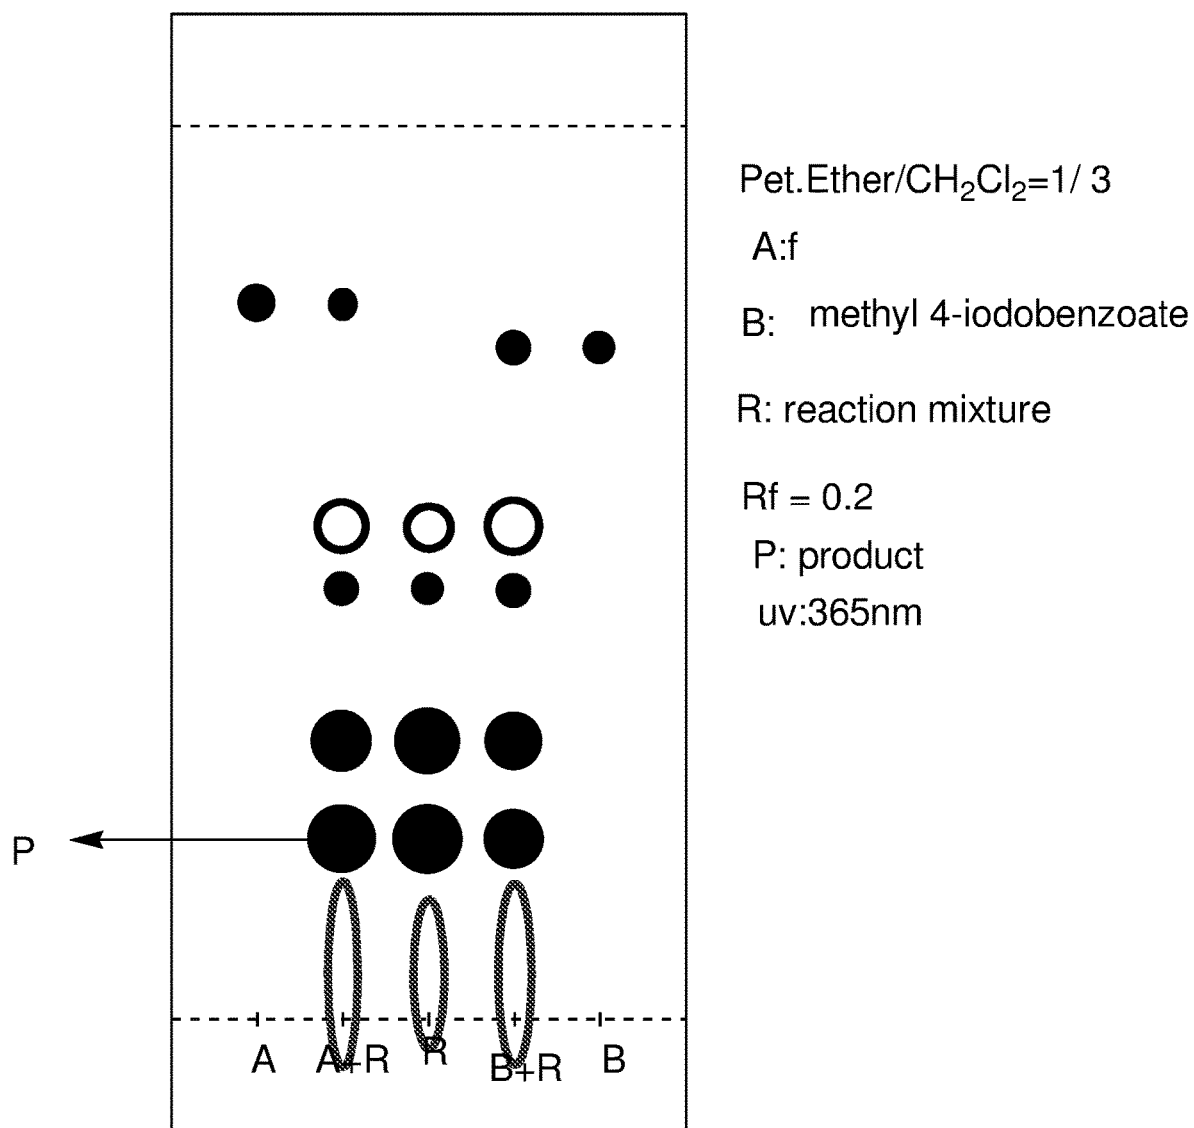 Pet.Ether/CH₂Cl₂=1/ 3
A:f
B: methyl 4-iodobenzoate
R: reaction mixture
Rf = 0.2
P: product
uv:365nm
P
A A+R R B+R B